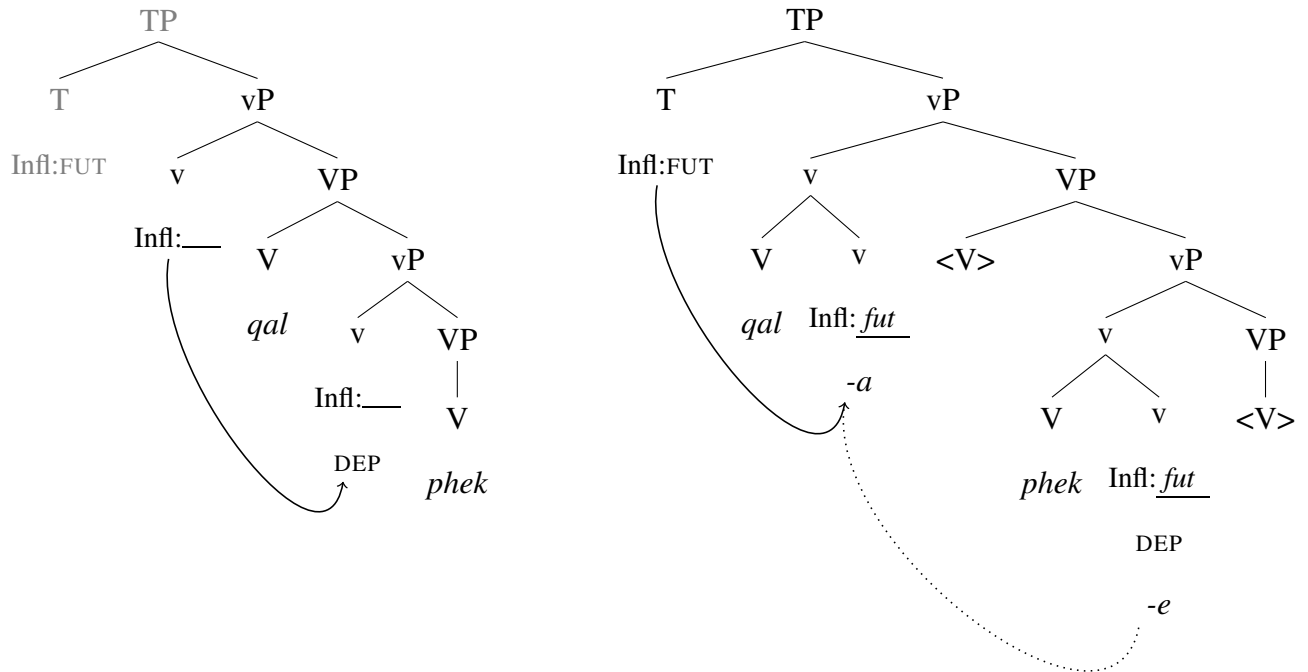 TP
T
vP
Infl:FUT
v
VP
Infl:___
V
vP
qal
v
VP
Infl:___
V
DEP
phek
TP
T
vP
Infl:FUT
v
VP
V
v
<V>
vP
qal
Infl: fut
v
VP
-a
V
v
<V>
phek
Infl: fut
DEP
-e